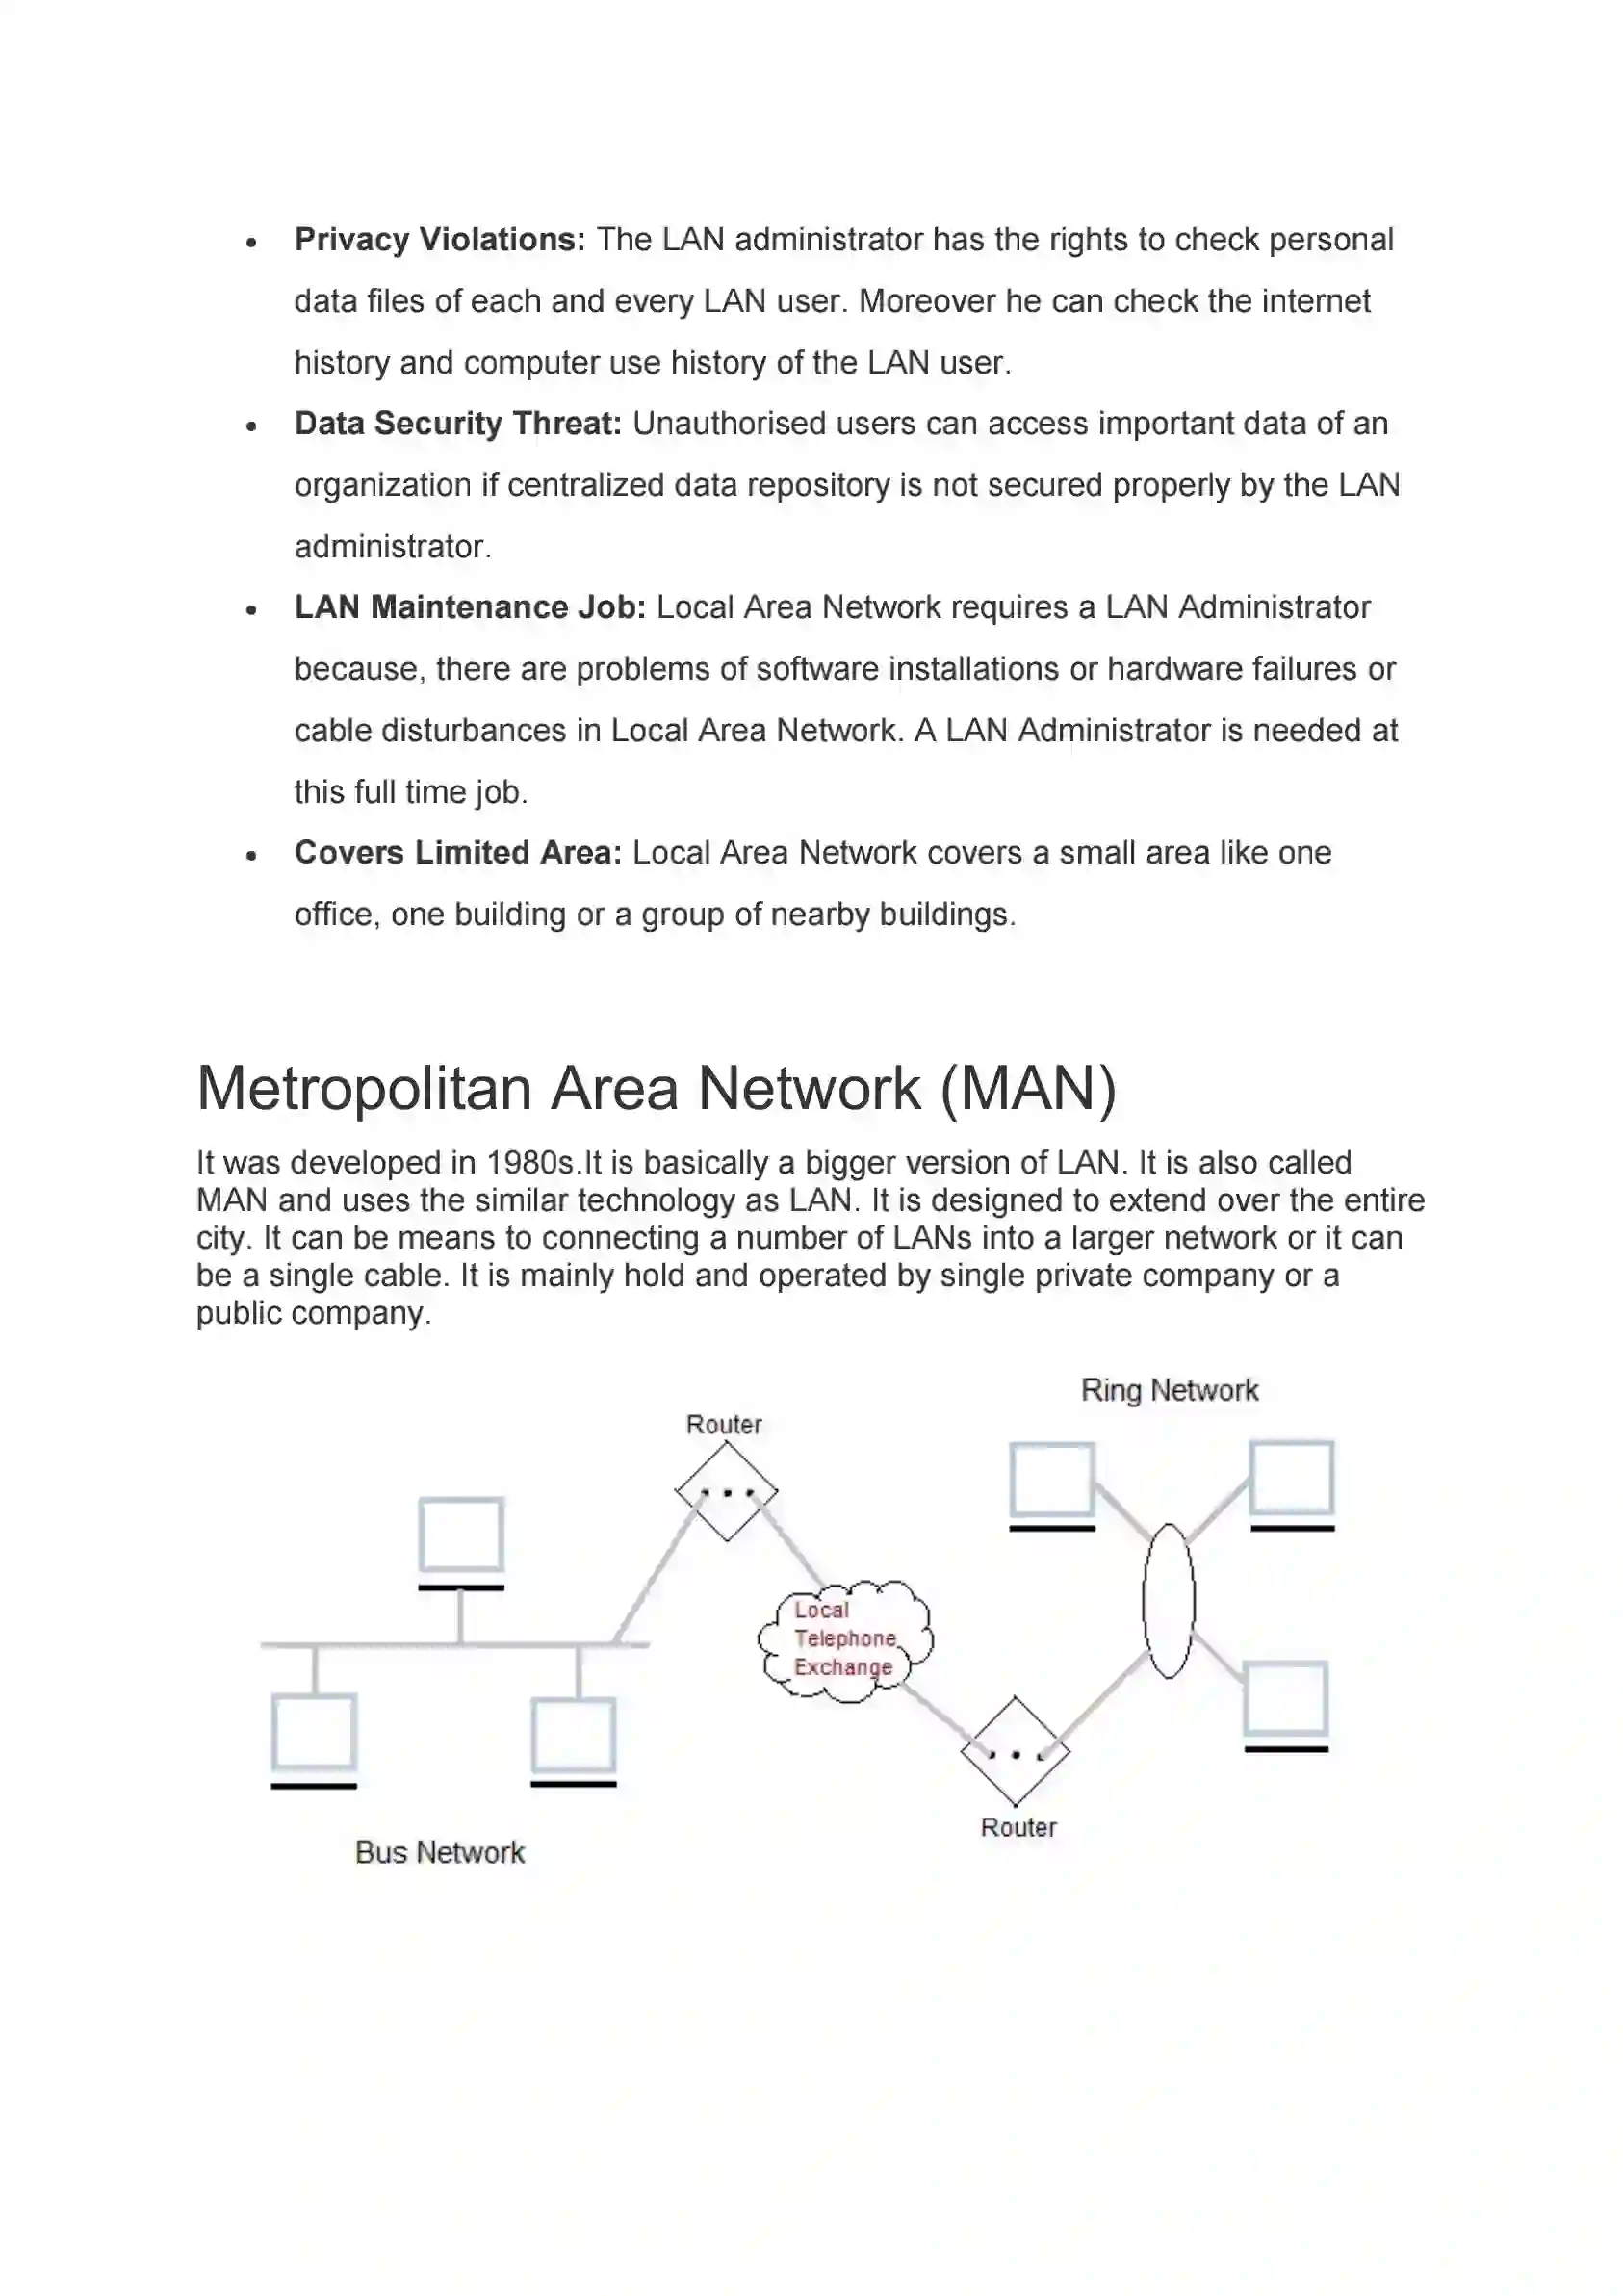 • Privacy Violations: The LAN administrator has the rights to check personal
data files of each and every LAN user. Moreover he can check the internet
history and computer use history of the LAN user.
• Data Security Threat: Unauthorised users can access important data of an
organization if centralized data repository is not secured properly by the LAN
administrator.
• LAN Maintenance Job: Local Area Network requires a LAN Administrator
because, there are problems of software installations or hardware failures or
cable disturbances in Local Area Network. A LAN Administrator is needed at
this full time job.
• Covers Limited Area: Local Area Network covers a small area like one
office, one building or a group of nearby buildings.
Metropolitan Area Network (MAN)
It was developed in 1980s.It is basically a bigger version of LAN. It is also called
MAN and uses the similar technology as LAN. It is designed to extend over the entire
city. It can be means to connecting a number of LANs into a larger network or it can
be a single cable. It is mainly hold and operated by single private company or a
public company.
Ring Network
Router
Local
Telephone
Exchange
Router
Bus Network